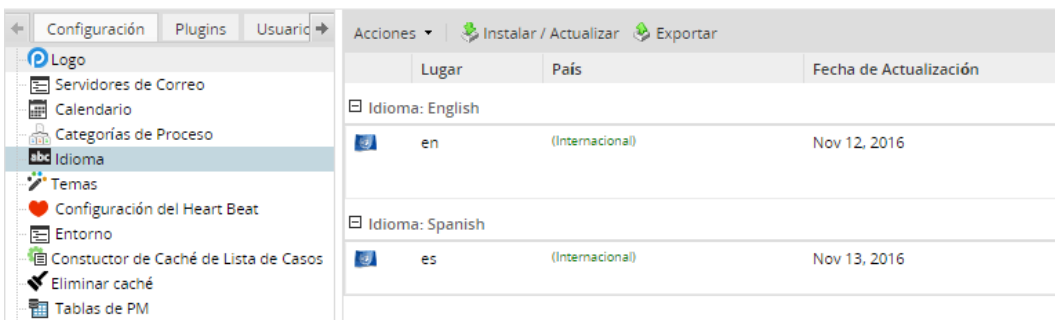 Configuración Plugins Usuario
Logo
Servidores de Correo
Calendario
Categorías de Proceso
abc Idioma
Temas
Configuración del Heart Beat
Entorno
Constuctor de Caché de Lista de Casos
Eliminar caché
Tablas de PM
Acciones Instalar / Actualizar Exportar
Lugar País Fecha de Actualización
Idioma: English
en (Internacional) Nov 12, 2016
Idioma: Spanish
es (Internacional) Nov 13, 2016